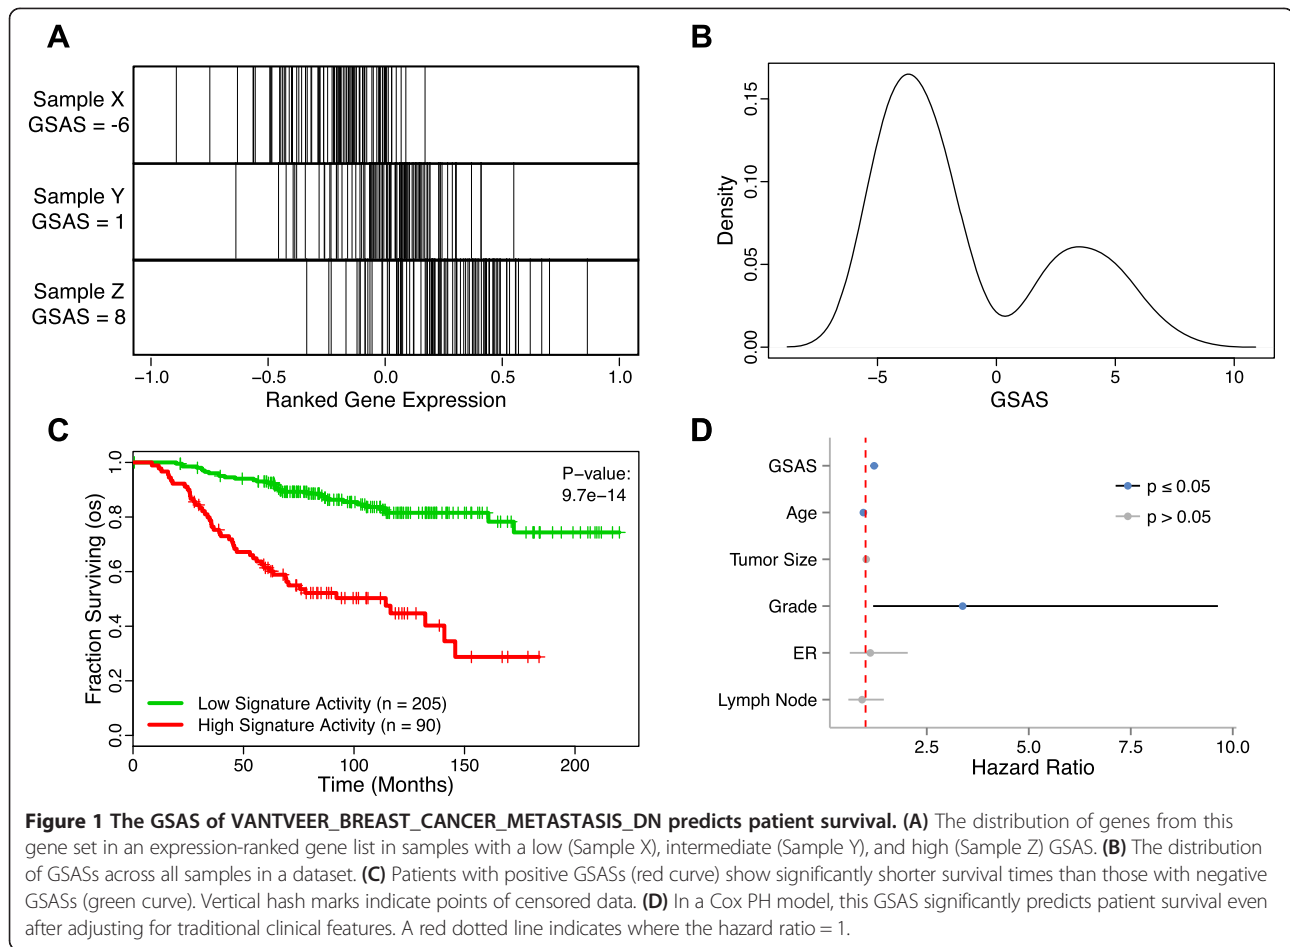 A
Sample X
GSAS = -6
Sample Y
GSAS = 1
Sample Z
GSAS = 8
−1.0 −0.5 0.0 0.5 1.0
Ranked Gene Expression
B
Density
0.00 0.05 0.10 0.15
−5 0 5 10
GSAS
C
Fraction Surviving (os)
0.0 0.2 0.4 0.6 0.8 1.0
P−value:
9.7e−14
Low Signature Activity (n = 205)
High Signature Activity (n = 90)
0 50 100 150 200
Time (Months)
D
GSAS
Age
Tumor Size
Grade
ER
Lymph Node
p ≤ 0.05
p > 0.05
2.5 5.0 7.5 10.0
Hazard Ratio
Figure 1 The GSAS of VANTVEER_BREAST_CANCER_METASTASIS_DN predicts patient survival. (A) The distribution of genes from this
gene set in an expression-ranked gene list in samples with a low (Sample X), intermediate (Sample Y), and high (Sample Z) GSAS. (B) The distribution
of GSASs across all samples in a dataset. (C) Patients with positive GSASs (red curve) show significantly shorter survival times than those with negative
GSASs (green curve). Vertical hash marks indicate points of censored data. (D) In a Cox PH model, this GSAS significantly predicts patient survival even
after adjusting for traditional clinical features. A red dotted line indicates where the hazard ratio = 1.